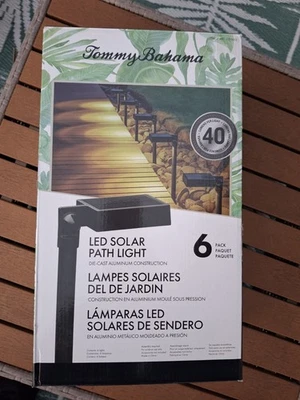 Tommy Bahama
40
LED SOLAR
PATH LIGHT
DIE-CAST ALUMINUM CONSTRUCTION
6
PACK
PAQUET
PAQUETE
LAMPES SOLAIRES
DEL DE JARDIN
CONSTRUCTION EN ALUMINIUM MOULÉ SOUS PRESSION
LÁMPARAS LED
SOLARES DE SENDERO
EN ALUMINIO METÁLICO MOLDEADO A PRESIÓN